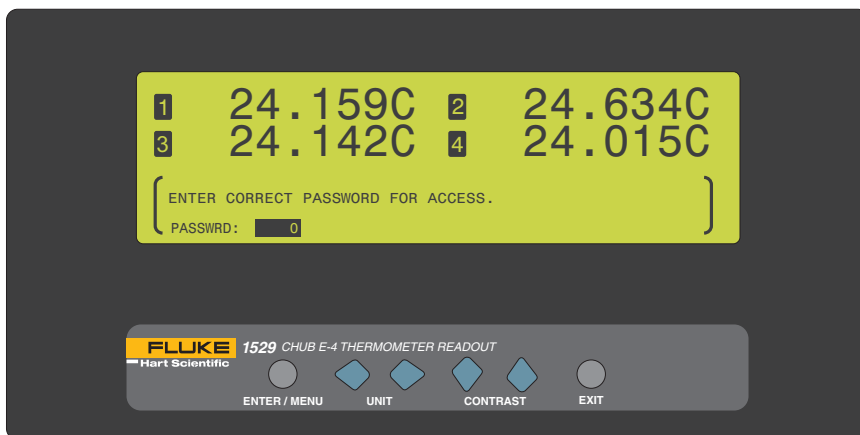 1 24.159C 2 24.634C
3 24.142C 4 24.015C
ENTER CORRECT PASSWORD FOR ACCESS.
PASSWRD: 0
FLUKE 1529 CHUB E-4 THERMOMETER READOUT
Hart Scientific
ENTER / MENU UNIT CONTRAST EXIT